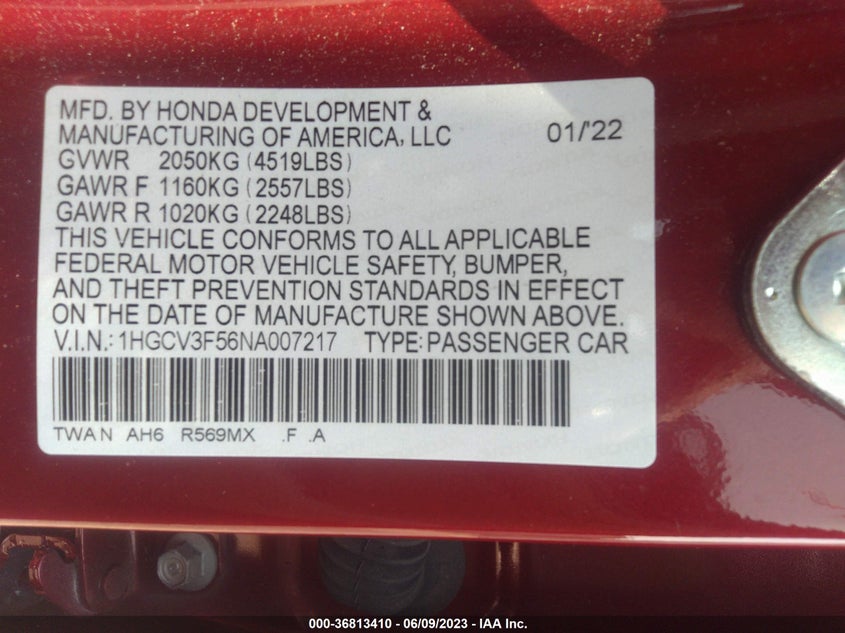 MFD. BY HONDA DEVELOPMENT &
MANUFACTURING OF AMERICA, LLC 01/'22
GVWR 2050KG (4519LBS)
GAWR F 1160KG (2557LBS)
GAWR R 1020KG (2248LBS)
THIS VEHICLE CONFORMS TO ALL APPLICABLE
FEDERAL MOTOR VEHICLE SAFETY, BUMPER,
AND THEFT PREVENTION STANDARDS IN EFFECT
ON THE DATE OF MANUFACTURE SHOWN ABOVE.
V.I.N.: 1HGCV3F56NA007217 TYPE: PASSENGER CAR
TWA N AH6 R569MX .F .A
000-36813410 - 06/09/2023 - IAA Inc.